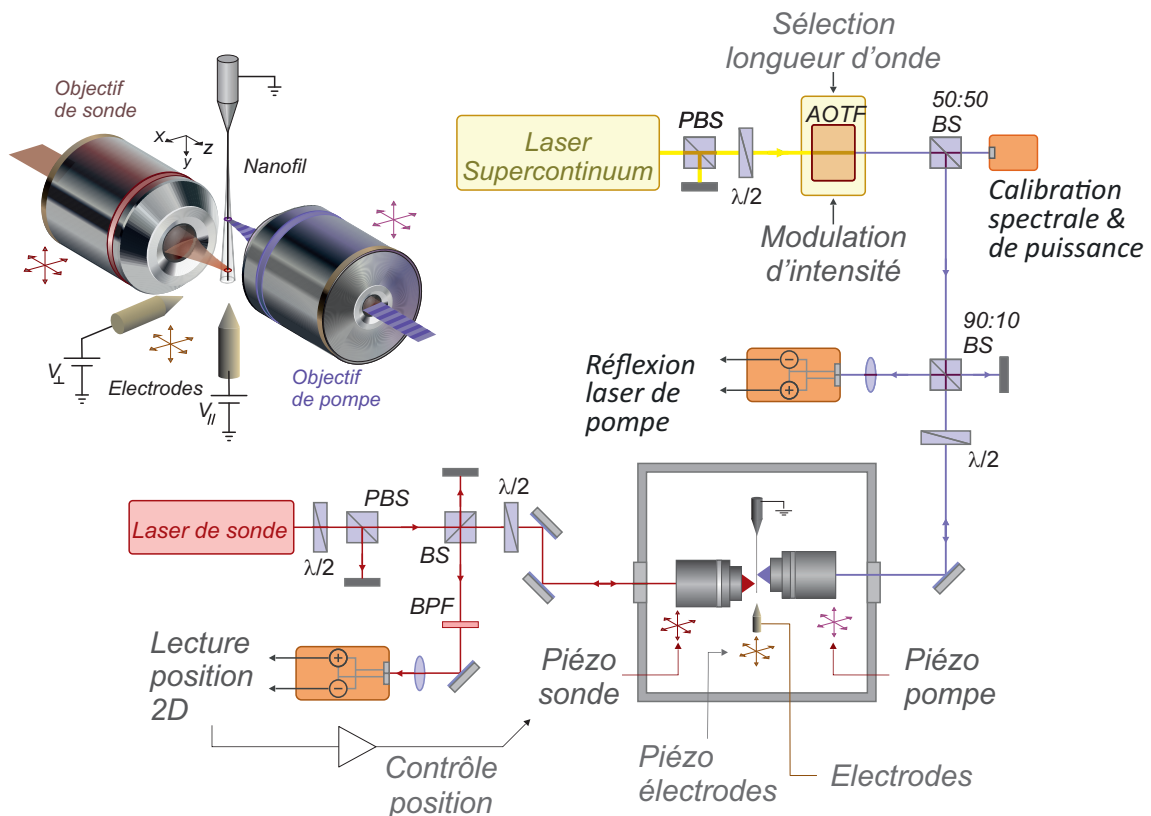 Sélection
longueur d'onde
Objectif
de sonde
x
y
z
Nanofil
Laser
Supercontinuum
PBS
λ/2
AOTF
50:50
BS
Calibration
spectrale &
de puissance
Modulation
d'intensité
90:10
BS
V⊥
Electrodes
V//
Objectif
de pompe
Réflexion
laser de
pompe
−
+
λ/2
Laser de sonde
λ/2
PBS
BS
λ/2
BPF
Lecture
position
2D
+
−
Piézo
sonde
Piézo
pompe
Contrôle
position
Piézo
électrodes
Electrodes